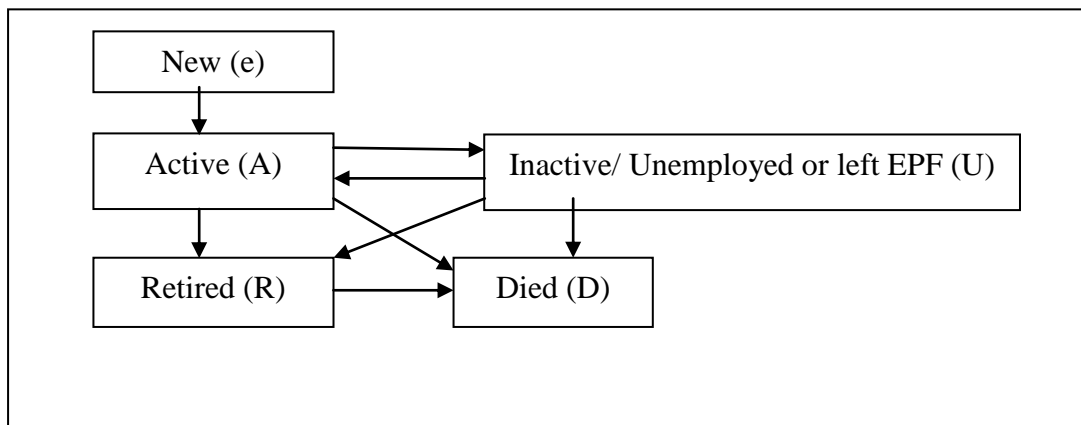 New (e)
Active (A)
Inactive/ Unemployed or left EPF (U)
Retired (R)
Died (D)